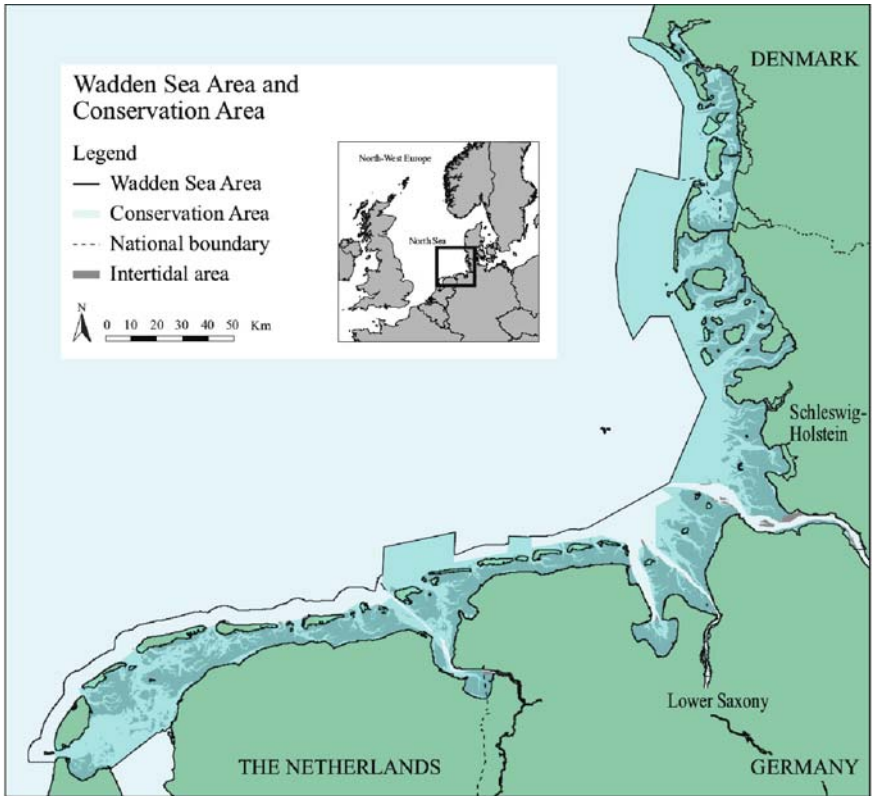 Wadden Sea Area and
Conservation Area
Legend
Wadden Sea Area
Conservation Area
National boundary
Intertidal area
N
0 10 20 30 40 50 Km
North-West Europe
North Sea
DENMARK
Schleswig-
Holstein
Lower Saxony
THE NETHERLANDS
GERMANY